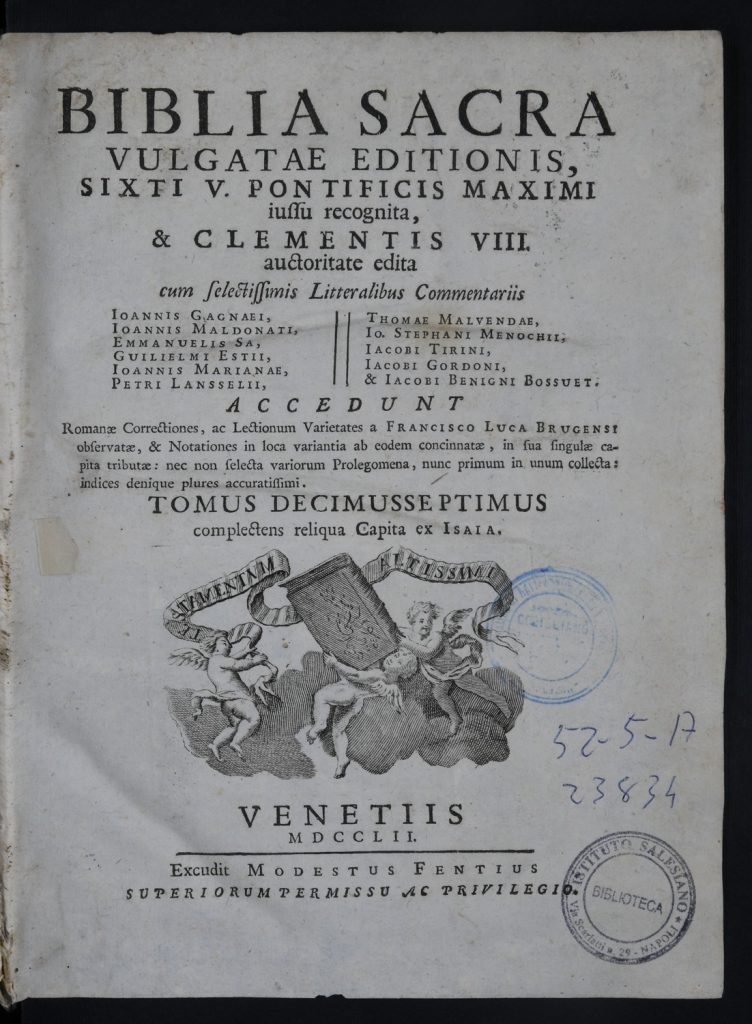 BIBLIA SACRA
VULGATAE EDITIONIS,
SIXTI V. PONTIFICIS MAXIMI
iuſſu recognita,
& CLEMENTIS VIII.
auctoritate edita
cum ſelectiſſimis Litteralibus Commentariis
IOANNIS GAGNAEI,
IOANNIS MALDONATI,
EMMANUELIS SA,
GUILIELMI ESTII,
IOANNIS MARIANAE,
PETRI LANSSELII,
THOMAE MALVENDAE,
IO. STEPHANI MENOCHII,
IACOBI TIRINI,
IACOBI GORDONI,
& IACOBI BENIGNI BOSSUET.
ACCEDUNT
Romanæ Correctiones, ac Lectionum Varietates a FRANCISCO LUCA BRUGENSI
obſervatæ, & Notationes in loca variantia ab eodem concinnatæ, in ſua ſingulæ ca-
pita tributæ: nec non ſelecta variorum Prolegomena, nunc primum in unum collecta:
indices denique plures accuratiſſimi.
TOMUS DECIMUSSEPTIMUS
complectens reliqua Capita ex ISAIA.
TESTAMENTUM
ALTISSIMI
52-5-17
23834
VENETIIS
MDCCLII.
Excudit MODESTUS FENTIUS
SUPERIORUM PERMISSU AC PRIVILEGIO.
ISTITUTO SALESIANO
BIBLIOTECA
Via Scarlatti n. 29 - NAPOLI